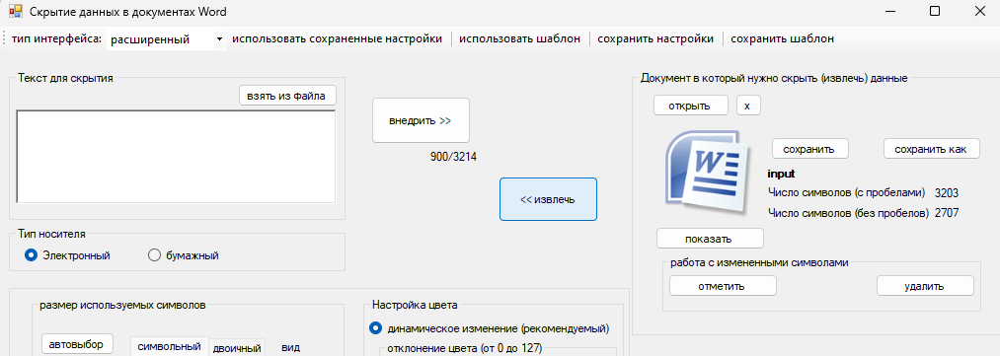 Скрытие данных в документах Word
тип интерфейса: расширенный использовать сохраненные настройки использовать шаблон сохранить настройки сохранить шаблон
Текст для скрытия
взять из файла
внедрить >>
900/3214
<< извлечь
Документ в который нужно скрыть (извлечь) данные
открыть x
W
сохранить сохранить как
input
Число символов (с пробелами) 3203
Число символов (без пробелов) 2707
показать
работа с измененными символами
отметить удалить
Тип носителя
Электронный бумажный
размер используемых символов
автовыбор символьный двоичный вид
Настройка цвета
динамическое изменение (рекомендуемый)
отклонение цвета (от 0 до 127)